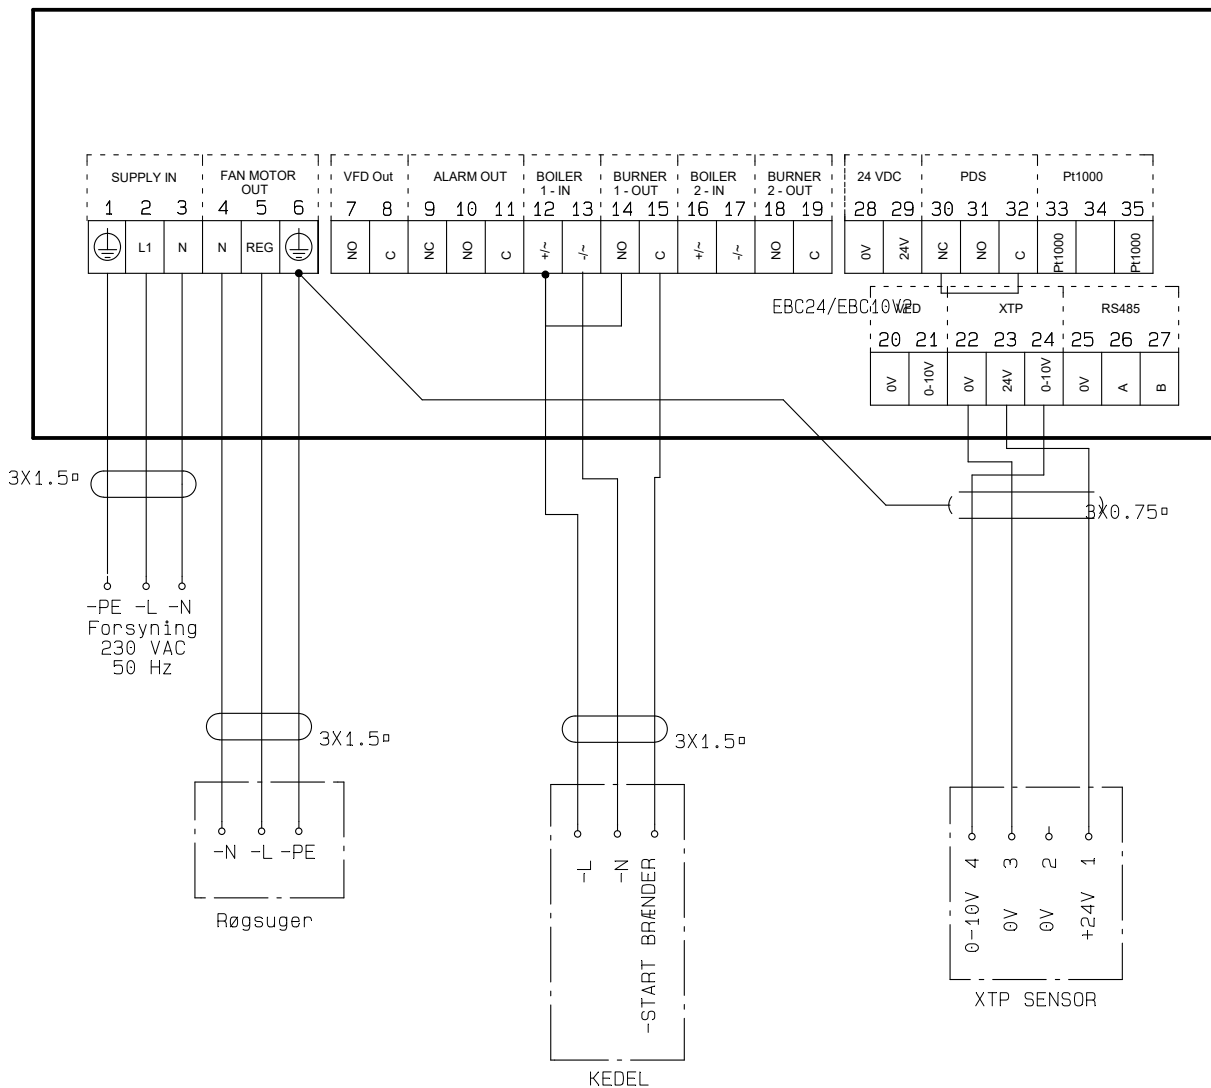 SUPPLY IN FAN MOTOR OUT VFD Out ALARM OUT BOILER 1 - IN BURNER 1 - OUT BOILER 2 - IN BURNER 2 - OUT 24 VDC PDS Pt1000
1 2 3 4 5 6 7 8 9 10 11 12 13 14 15 16 17 18 19 28 29 30 31 32 33 34 35
L1 N N REG NO C NC NO C +/~ -/~ NO C +/~ -/~ NO C 0V 24V NC NO C Pt1000 Pt1000
EBC24/EBC10V2
VFD XTP RS485
20 21 22 23 24 25 26 27
0V 0-10V 0V 24V 0-10V 0V A B
3X1.5▫
3X0.75▫
-PE -L -N
Forsyning
230 VAC
50 Hz
3X1.5▫
3X1.5▫
-N -L -PE
Røgsuger
-L -N -START BRÆNDER
KEDEL
4 3 2 1
0-10V 0V 0V +24V
XTP SENSOR